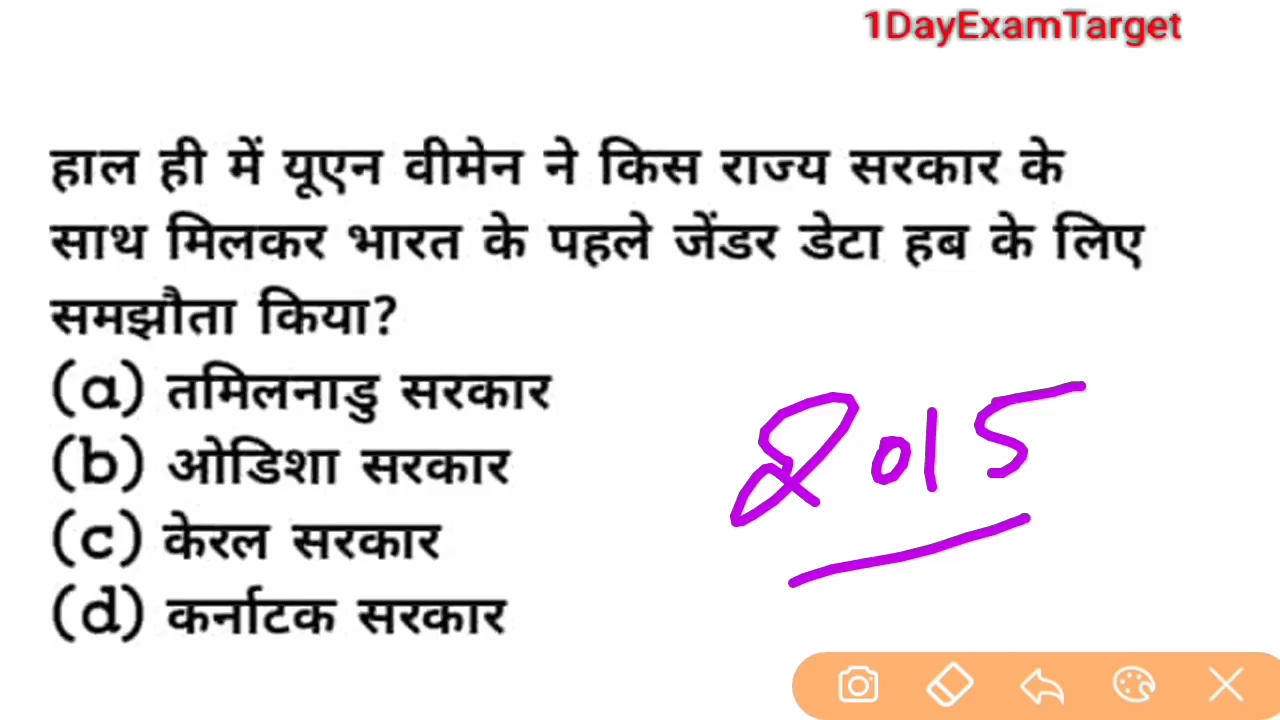 1DayExamTarget
हाल ही में यूएन वीमेन ने किस राज्य सरकार के
साथ मिलकर भारत के पहले जेंडर डेटा हब के लिए
समझौता किया?
(a) तमिलनाडु सरकार
(b) ओडिशा सरकार
2015
(c) केरल सरकार
(d) कर्नाटक सरकार